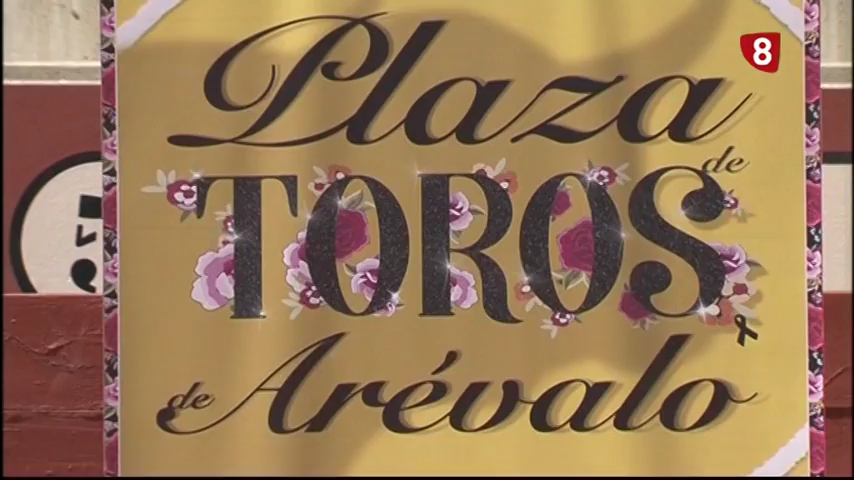 8
Plaza
de
TOROS
de Arévalo